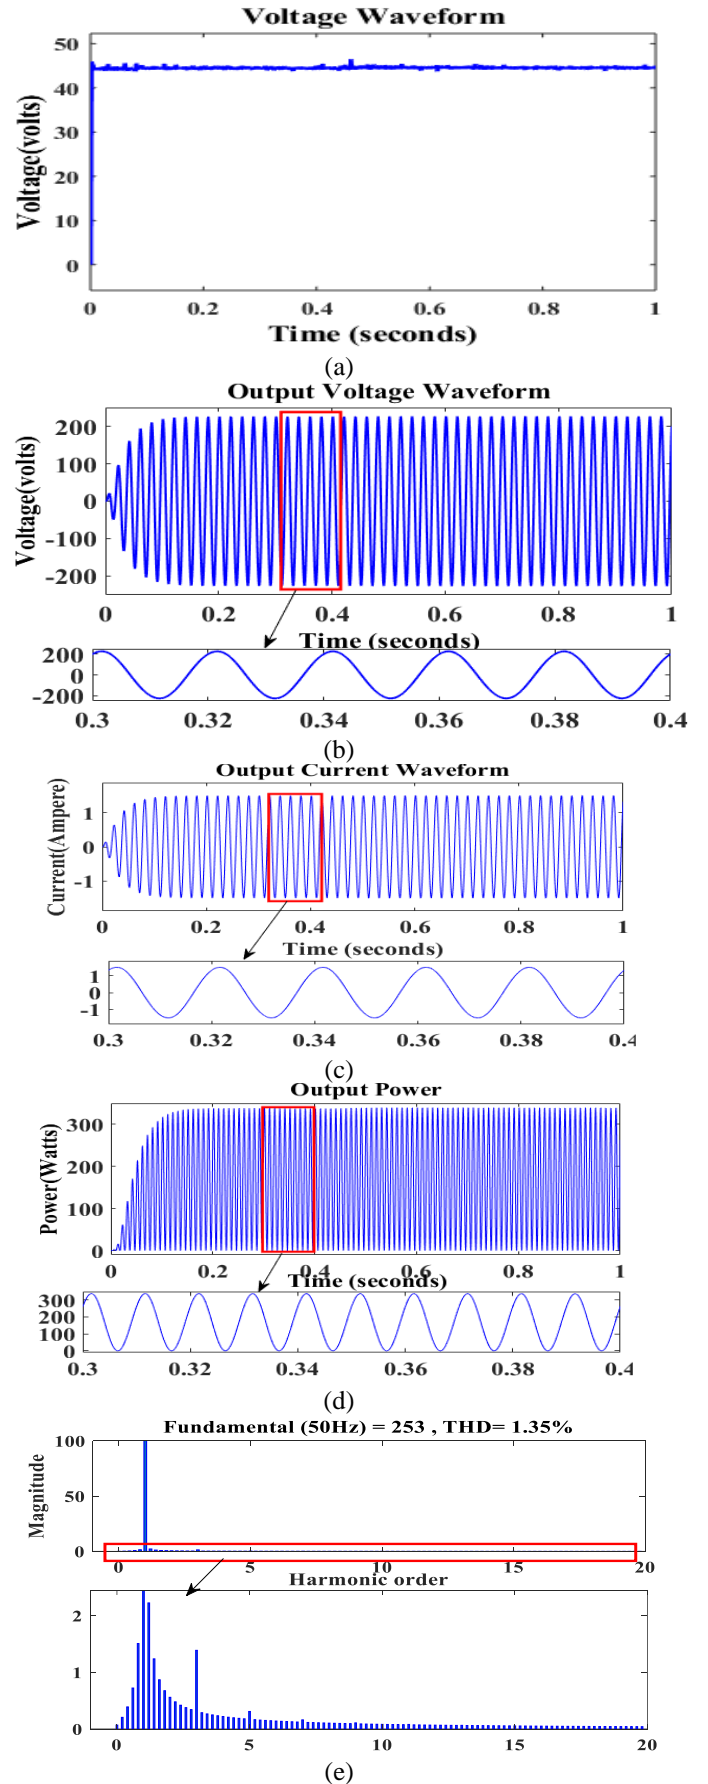 Voltage Waveform
Voltage(volts)
50
40
30
20
10
0
0 0.2 0.4 0.6 0.8 1
Time (seconds)
(a)
Output Voltage Waveform
Voltage(volts)
200
100
0
-100
-200
0 0.2 0.4 0.6 0.8 1
Time (seconds)
200
0
-200
0.3 0.32 0.34 0.36 0.38 0.4
(b)
Output Current Waveform
Current(Ampere)
1
0
-1
0 0.2 0.4 0.6 0.8 1
Time (seconds)
1
0
-1
0.3 0.32 0.34 0.36 0.38 0.4
(c)
Output Power
Power(Watts)
300
200
100
0
0 0.2 0.4 0.6 0.8 1
Time (seconds)
300
200
100
0
0.3 0.32 0.34 0.36 0.38 0.4
(d)
Fundamental (50Hz) = 253 , THD= 1.35%
Magnitude
100
50
0
0 5 10 15 20
Harmonic order
2
1
0
0 5 10 15 20
(e)